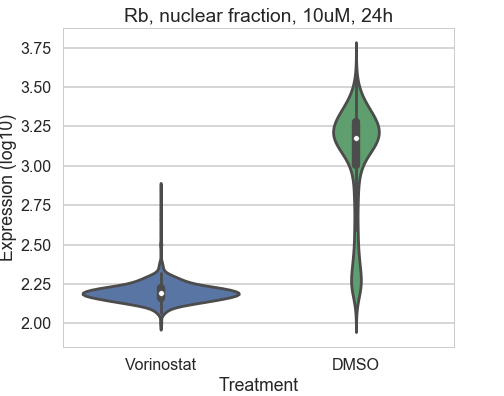 Rb, nuclear fraction, 10uM, 24h
3.75
3.50
3.25
3.00
2.75
2.50
2.25
2.00
Expression (log10)
Vorinostat
DMSO
Treatment